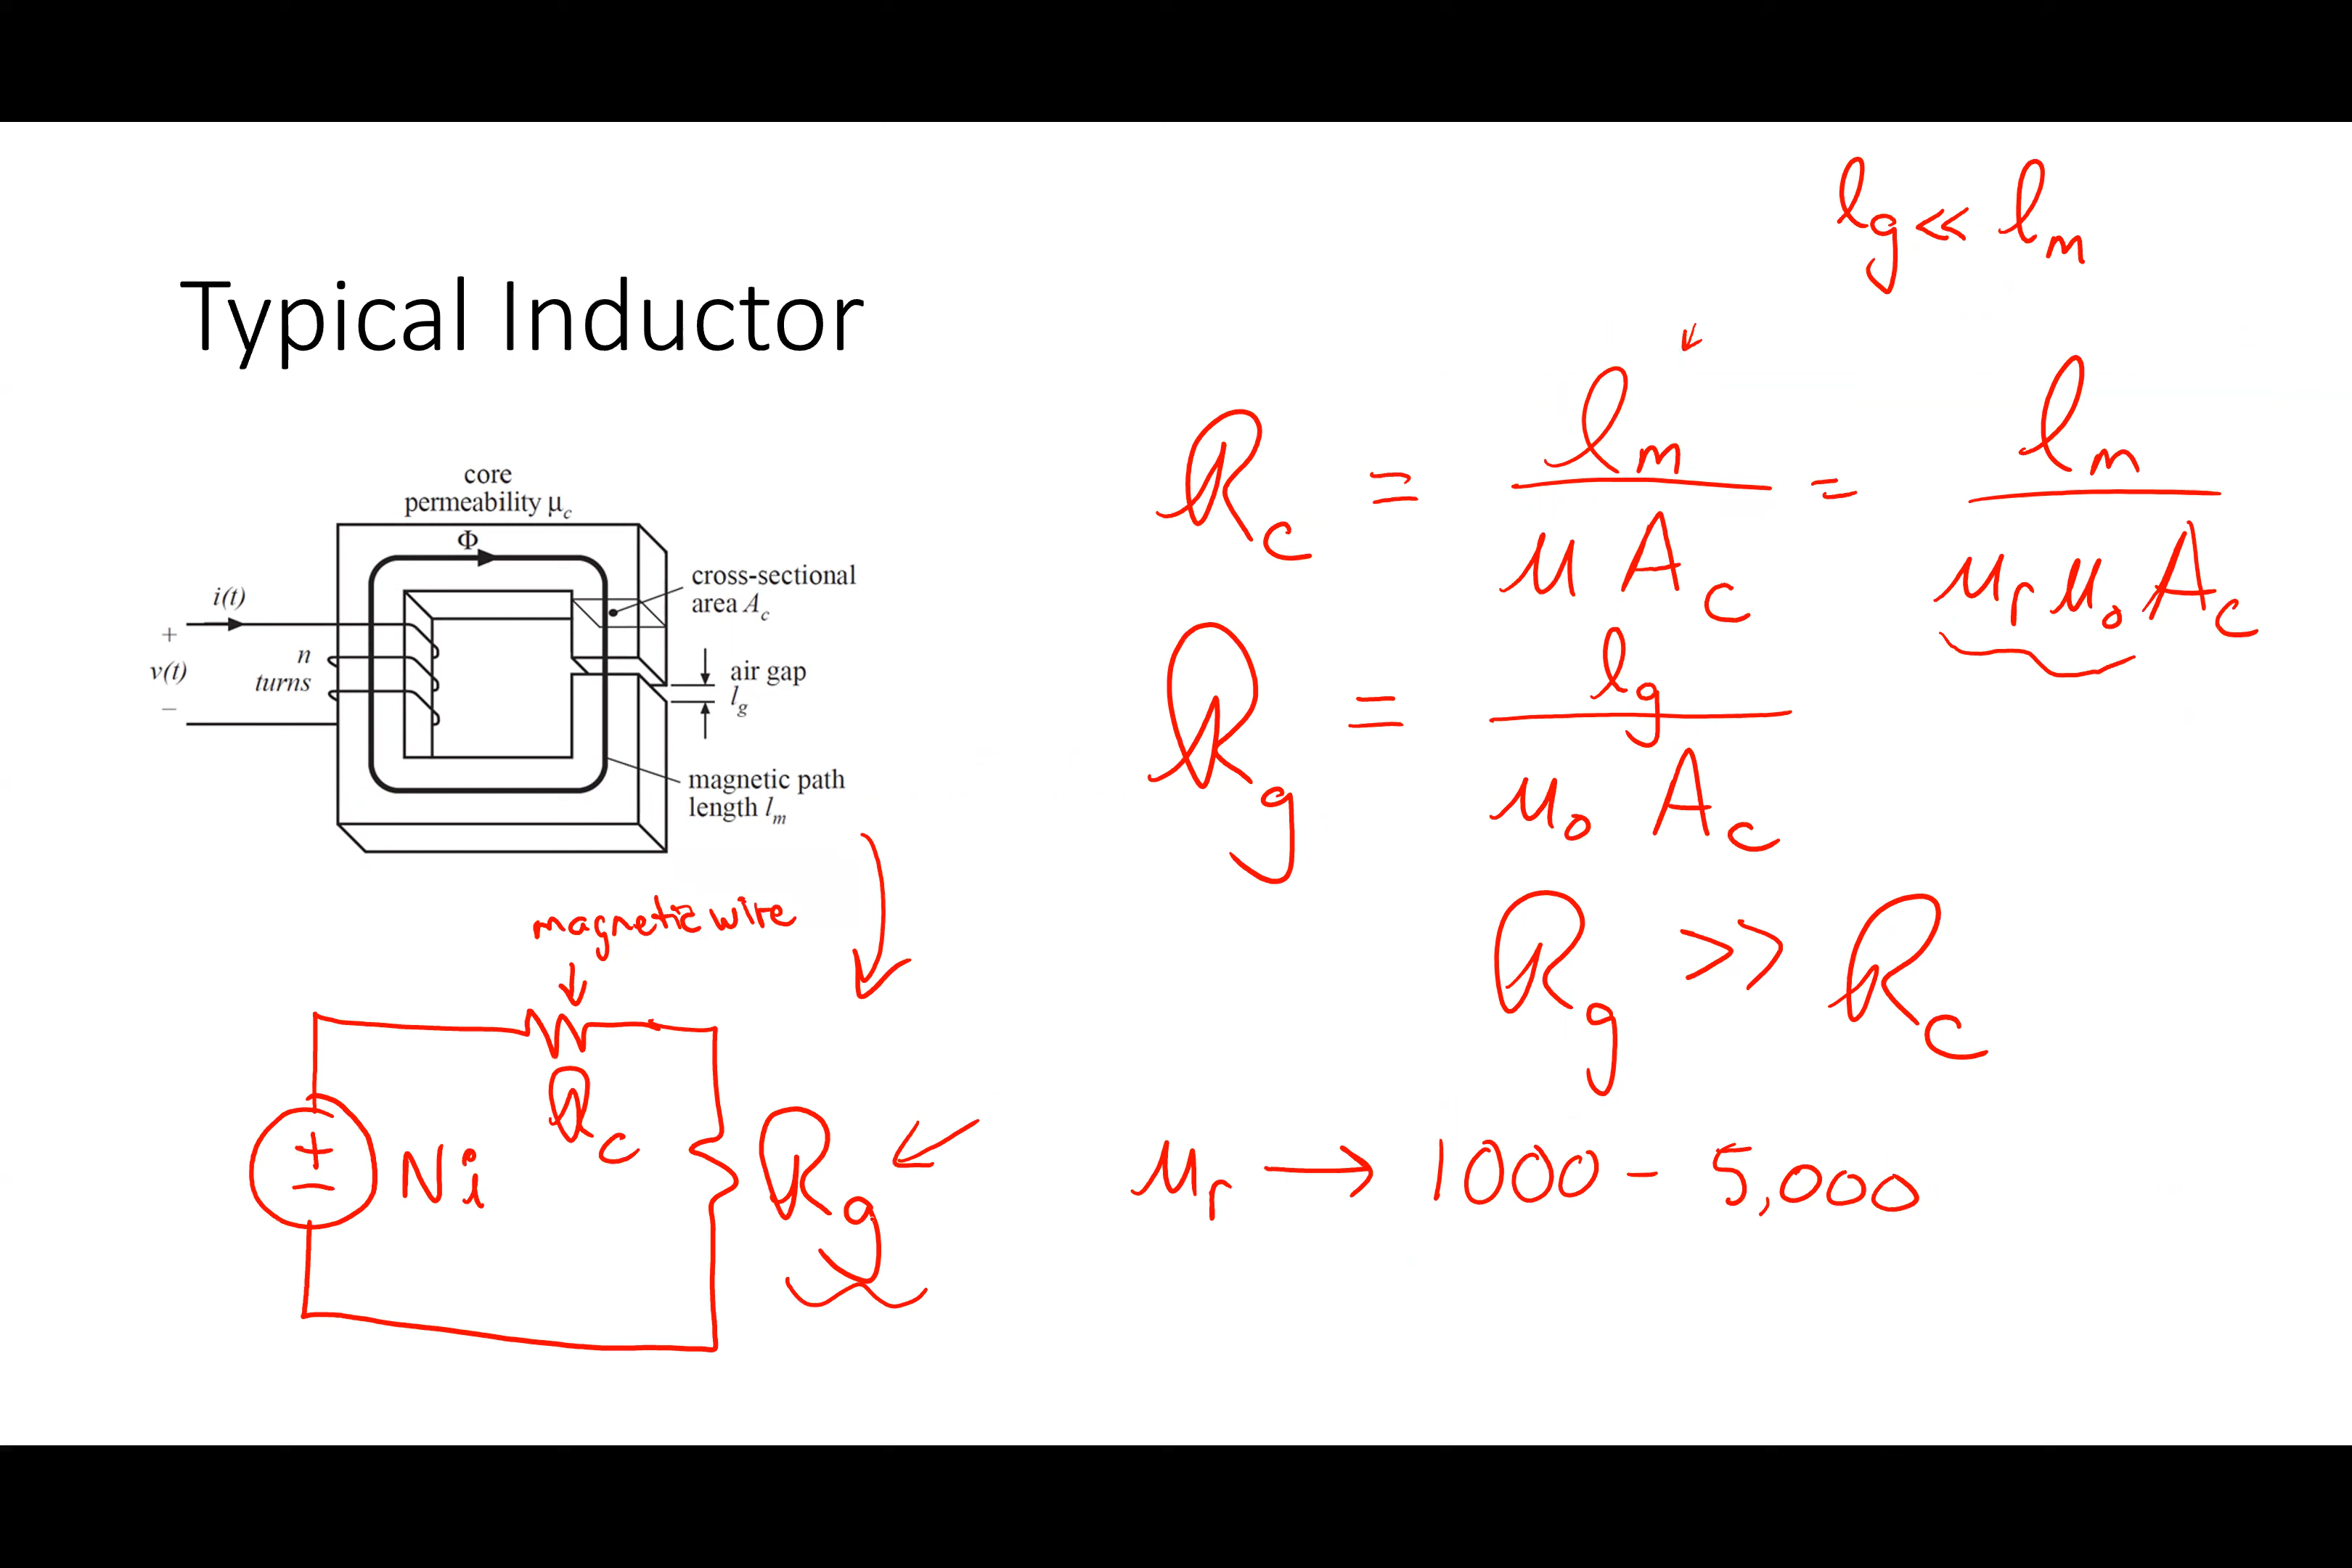 lg << lm
Typical Inductor
Rc = lm / μ Ac = lm / μr μo Ac
core
permeability μc
Φ
cross-sectional
area Ac
i(t)
+
v(t)
−
n
turns
air gap
lg
magnetic path
length lm
Rg = lg / μo Ac
magnetic wire
Rg >> Rc
Rc
+
−
Ni
Rg
μr → 1000 – 5,000